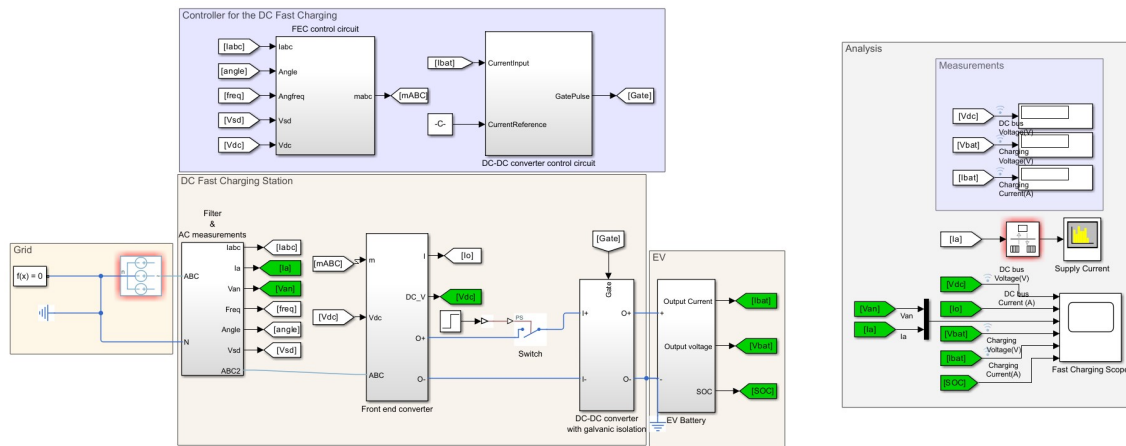 Controller for the DC Fast Charging
FEC control circuit
[Iabc]
Iabc
[angle]
Angle
[freq]
Angfreq
mabc
[mABC]
[Vsd]
Vsd
[Vdc]
Vdc
[Ibat]
CurrentInput
GatePulse
[Gate]
-C-
CurrentReference
DC-DC converter control circuit
DC Fast Charging Station
Filter
&
AC measurements
Iabc
[Iabc]
Ia
[Ia]
Van
[Van]
Freq
[freq]
Angle
[angle]
Vsd
[Vsd]
ABC
N
ABC2
Grid
f(x) = 0
[mABC]
m
I
[Io]
DC_V
[Vdc]
[Vdc]
Vdc
O+
O-
ABC
Front end converter
PS
Switch
[Gate]
Gate
I+
O+
I-
O-
DC-DC converter
with galvanic isolation
EV
+
-
Output Current
[Ibat]
Output voltage
[Vbat]
SOC
[SOC]
EV Battery
Analysis
Measurements
[Vdc]
DC bus
Voltage(V)
[Vbat]
Charging
Voltage(V)
[Ibat]
Charging
Current(A)
[Ia]
Supply Current
DC bus
Voltage(V)
[Vdc]
DC bus
Current (A)
[Van]
Van
[Io]
[Ia]
Ia
[Vbat]
Charging
Voltage(V)
[Ibat]
Charging
Current(A)
[SOC]
Fast Charging Scope